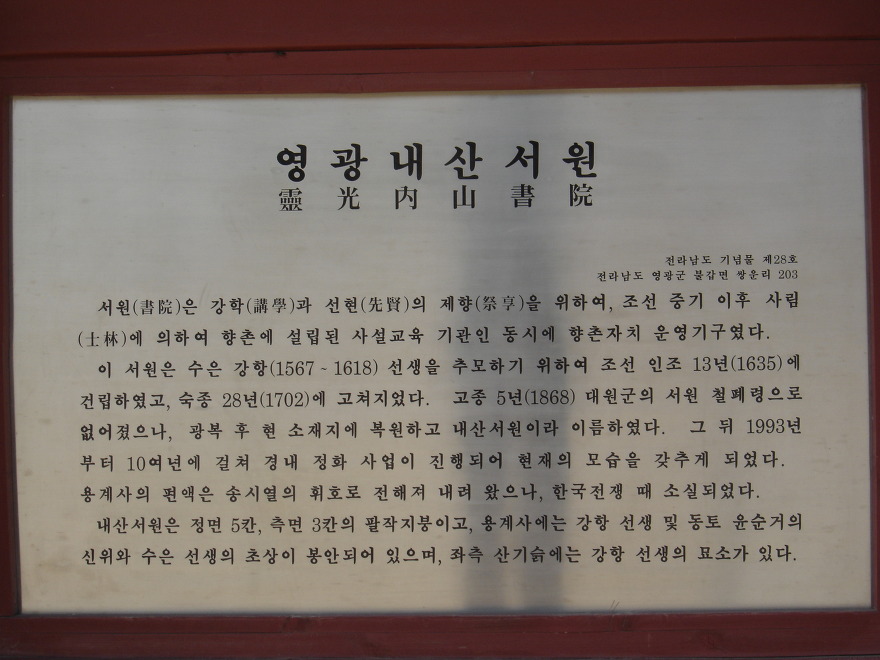 영광내산서원
靈光内山書院
전라남도 기념물 제28호
전라남도 영광군 불갑면 쌍운리 203
서원(書院)은 강학(講學)과 선현(先賢)의 제향(祭享)을 위하여, 조선 중기 이후 사림
(士林)에 의하여 향촌에 설립된 사설교육 기관인 동시에 향촌자치 운영기구였다.
이 서원은 수은 강항(1567 ~ 1618) 선생을 추모하기 위하여 조선 인조 13년(1635)에
건립하였고, 숙종 28년(1702)에 고쳐지었다. 고종 5년(1868) 대원군의 서원 철폐령으로
없어졌으나, 광복 후 현 소재지에 복원하고 내산서원이라 이름하였다. 그 뒤 1993년
부터 10여년에 걸쳐 경내 정화 사업이 진행되어 현재의 모습을 갖추게 되었다.
용계사의 편액은 송시열의 휘호로 전해져 내려 왔으나, 한국전쟁 때 소실되었다.
내산서원은 정면 5칸, 측면 3칸의 팔작지붕이고, 용계사에는 강항 선생 및 동토 윤순거의
신위와 수은 선생의 초상이 봉안되어 있으며, 좌측 산기슭에는 강항 선생의 묘소가 있다.